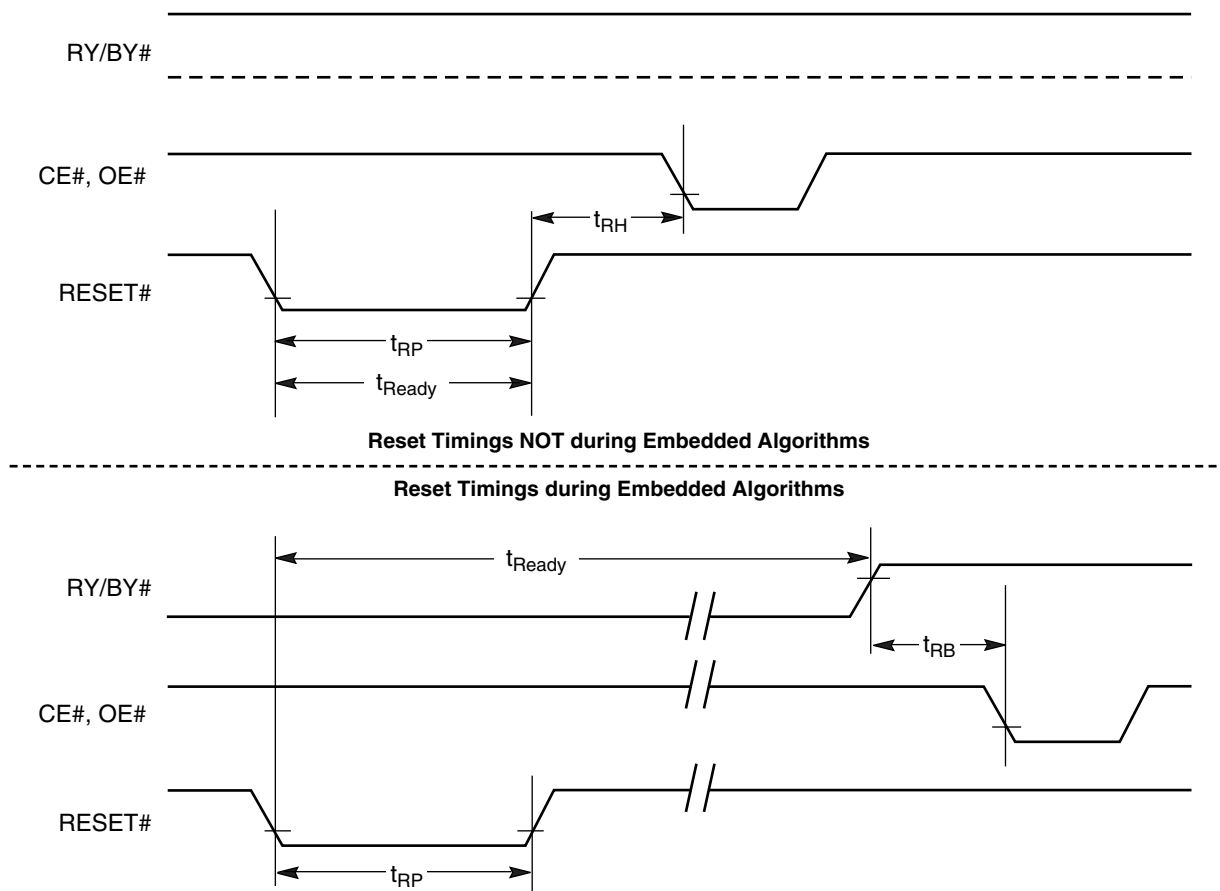 RY/BY#
CE#, OE#
tRH
RESET#
tRP
tReady
Reset Timings NOT during Embedded Algorithms
Reset Timings during Embedded Algorithms
tReady
RY/BY#
tRB
CE#, OE#
RESET#
tRP